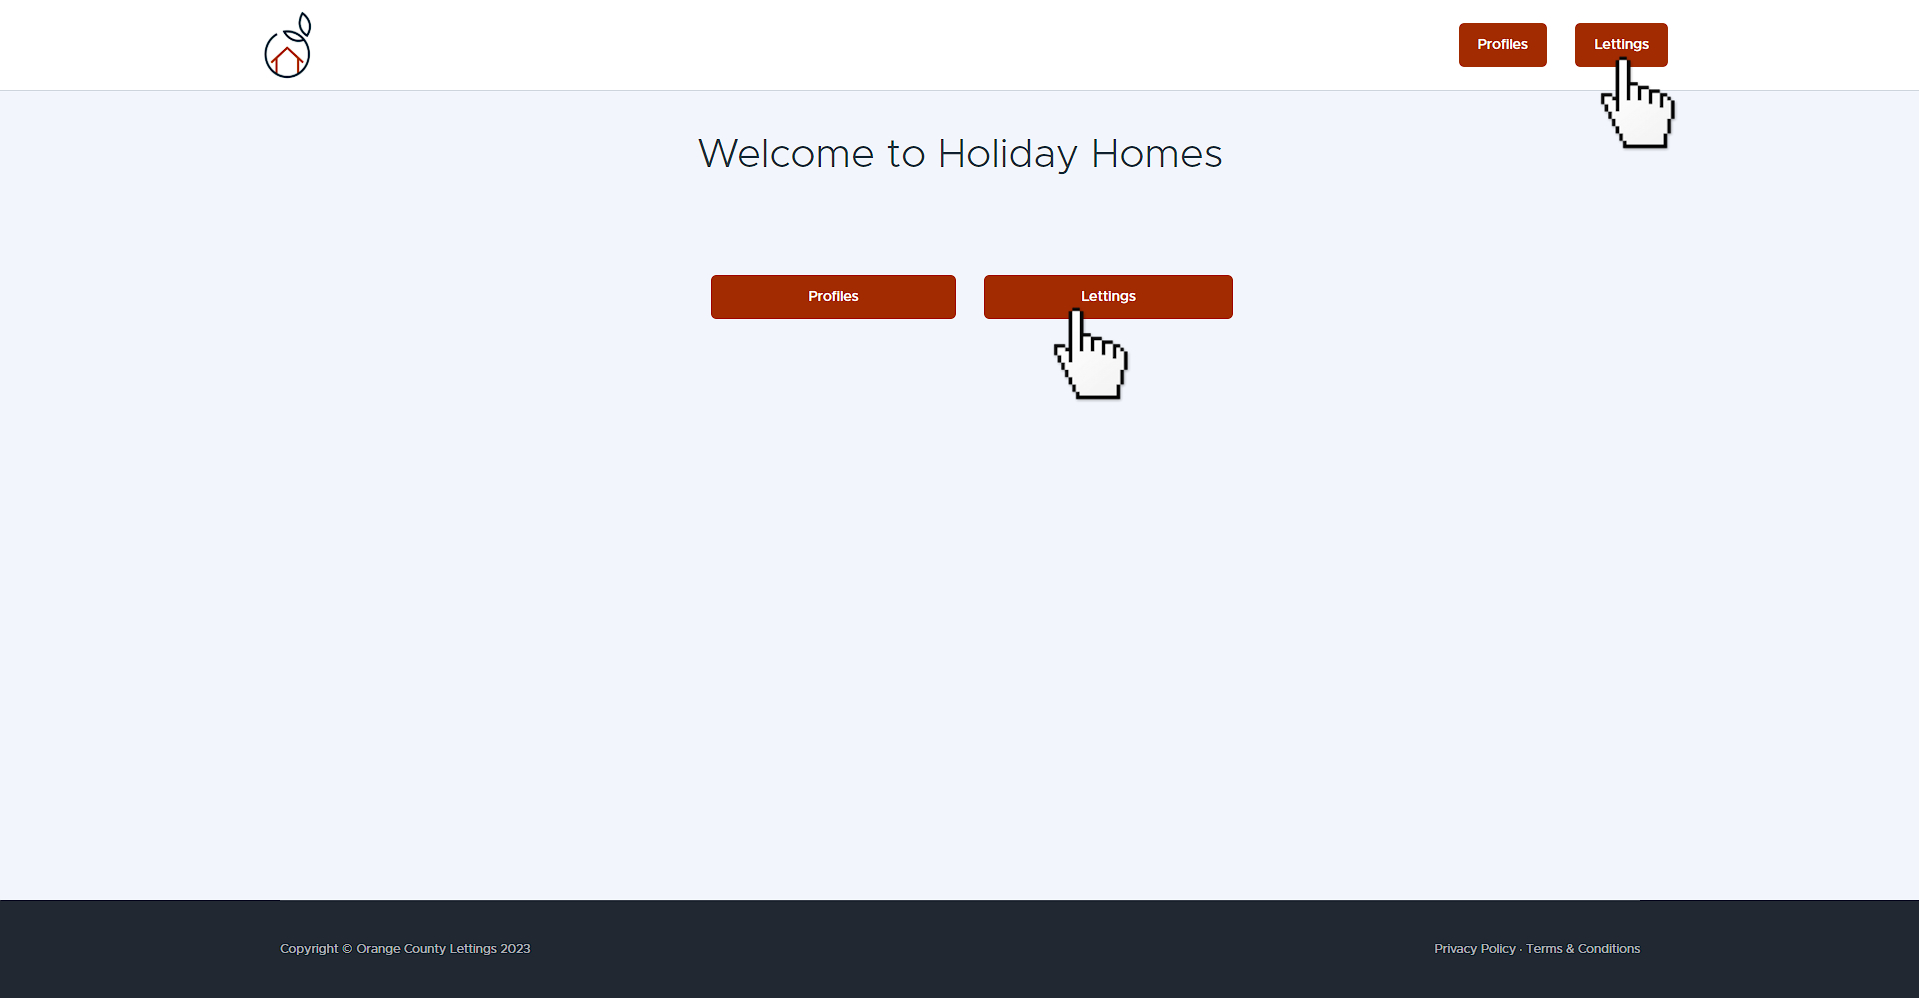 Profiles Lettings
Welcome to Holiday Homes
Profiles Lettings
Copyright © Orange County Lettings 2023
Privacy Policy · Terms & Conditions